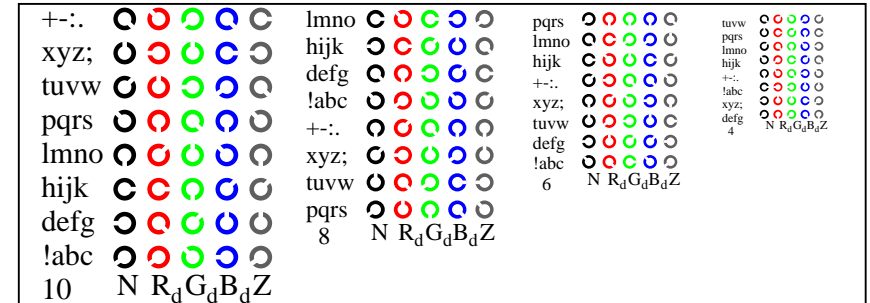 +-:.
xyz;
tuvw
pqrs
lmno
hijk
defg
!abc
10 N RdGdBdZ
lmno
hijk
defg
!abc
+-:.
xyz;
tuvw
pqrs
8 N RdGdBdZ
pqrs
lmno
hijk
+-:.
xyz;
tuvw
defg
!abc
6 N RdGdBdZ
tuvw
pqrs
lmno
hijk
+-:.
!abc
xyz;
defg
4 N RdGdBdZ